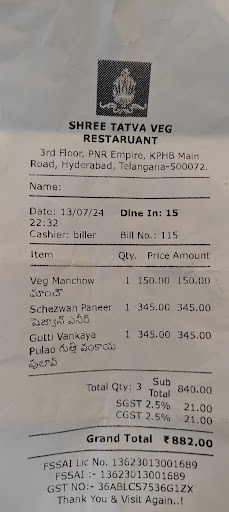 SHREE TATVA VEG
RESTARUANT
3rd Floor, PNR Empire, KPHB Main
Road, Hyderabad, Telangana-500072.
Name:
Date: 13/07/24 Dine In: 15
22:32
Cashier: biller Bill No.: 115
Item Qty. Price Amount
Veg Manchow 1 150.00 150.00
Schezwan Paneer 1 345.00 345.00
Gutti Vankaya 1 345.00 345.00
Pulao గుత్తి వంకాయ
పులావ్
Total Qty: 3 Sub Total 840.00
SGST 2.5% 21.00
CGST 2.5% 21.00
Grand Total ₹882.00
FSSAI Lic No. 13623013001689
FSSAI :- 13623013001689
GST NO:- 36ABLCS7536G1ZX
Thank You & Visit Again..!